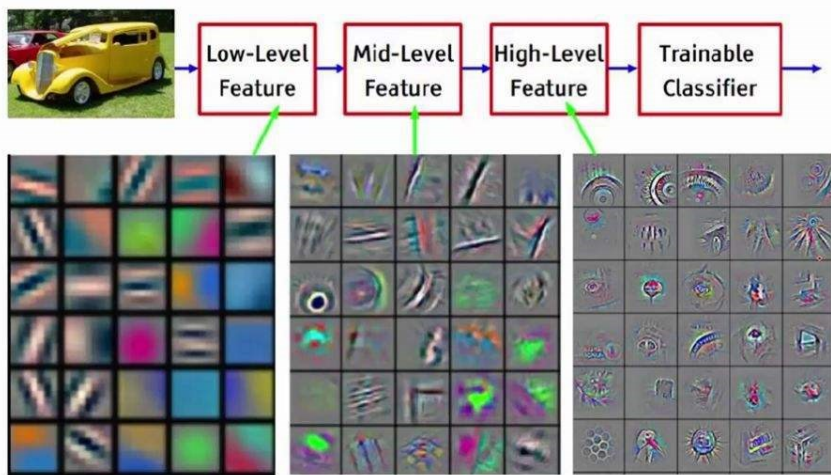 Low-Level
Feature
Mid-Level
Feature
High-Level
Feature
Trainable
Classifier